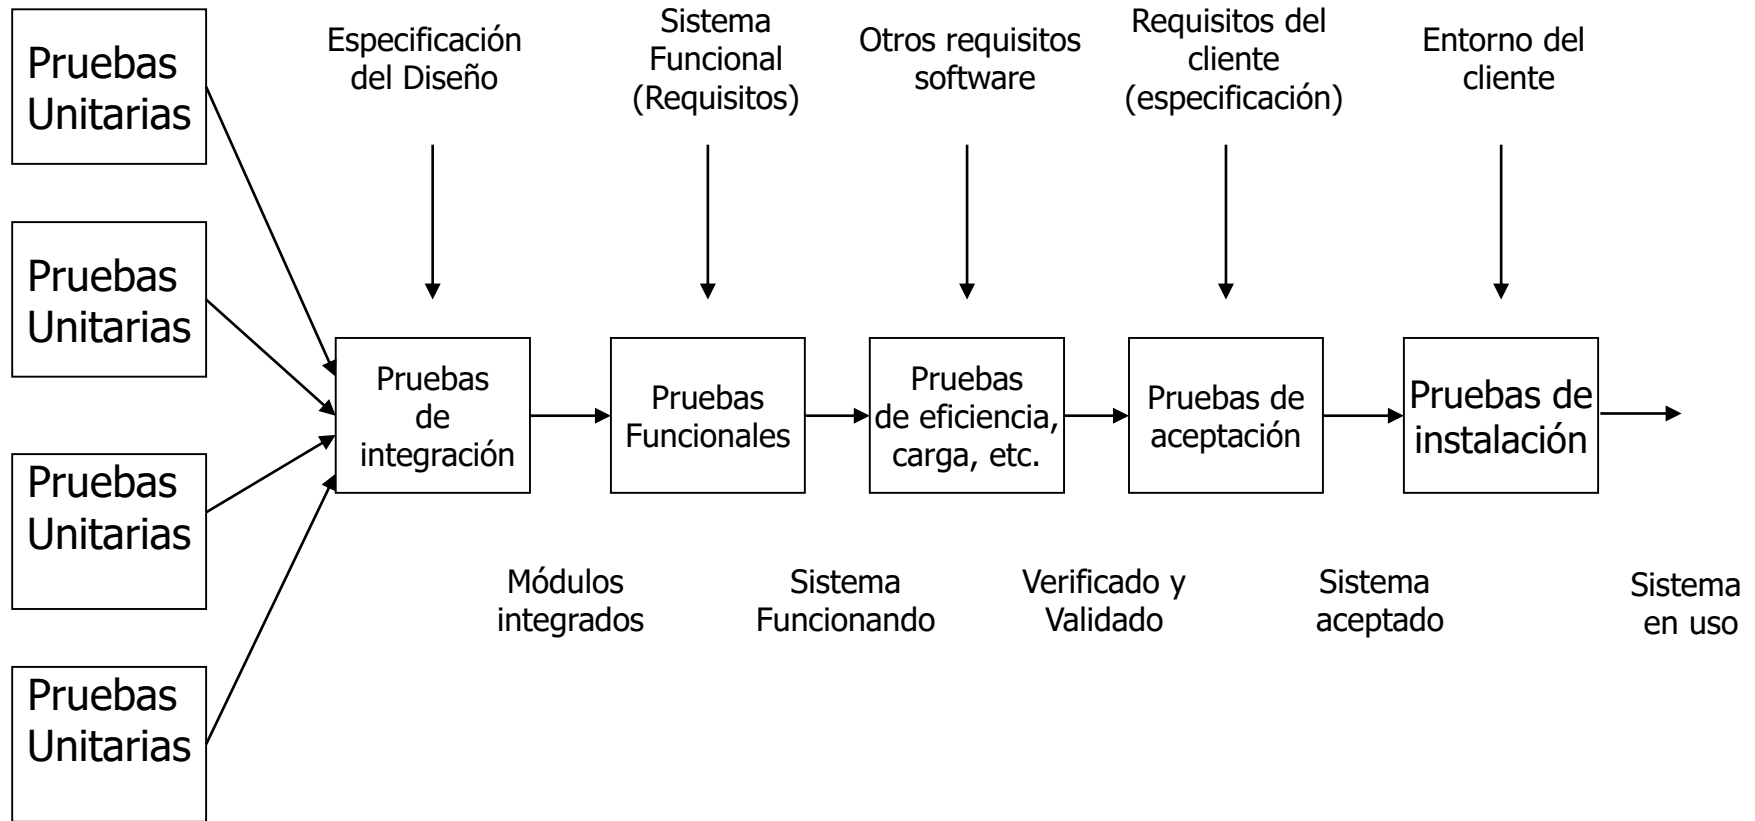 Pruebas
Unitarias
Especificación
del Diseño
Sistema
Funcional
(Requisitos)
Otros requisitos
software
Requisitos del
cliente
(especificación)
Entorno del
cliente
Pruebas
Unitarias
Pruebas
Unitarias
Pruebas
Unitarias
Pruebas
de
integración
Pruebas
Funcionales
Pruebas
de eficiencia,
carga, etc.
Pruebas de
aceptación
Pruebas de
instalación
Módulos
integrados
Sistema
Funcionando
Verificado y
Validado
Sistema
aceptado
Sistema
en uso